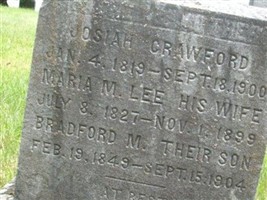 JOSIAH CRAWFORD
JAN. 4, 1819 – SEPT. 18, 1900
MARIA M. LEE HIS WIFE
JULY 8, 1827 – NOV. 1, 1899
BRADFORD M. THEIR SON
FEB. 19, 1849 – SEPT. 15, 1904
AT REST